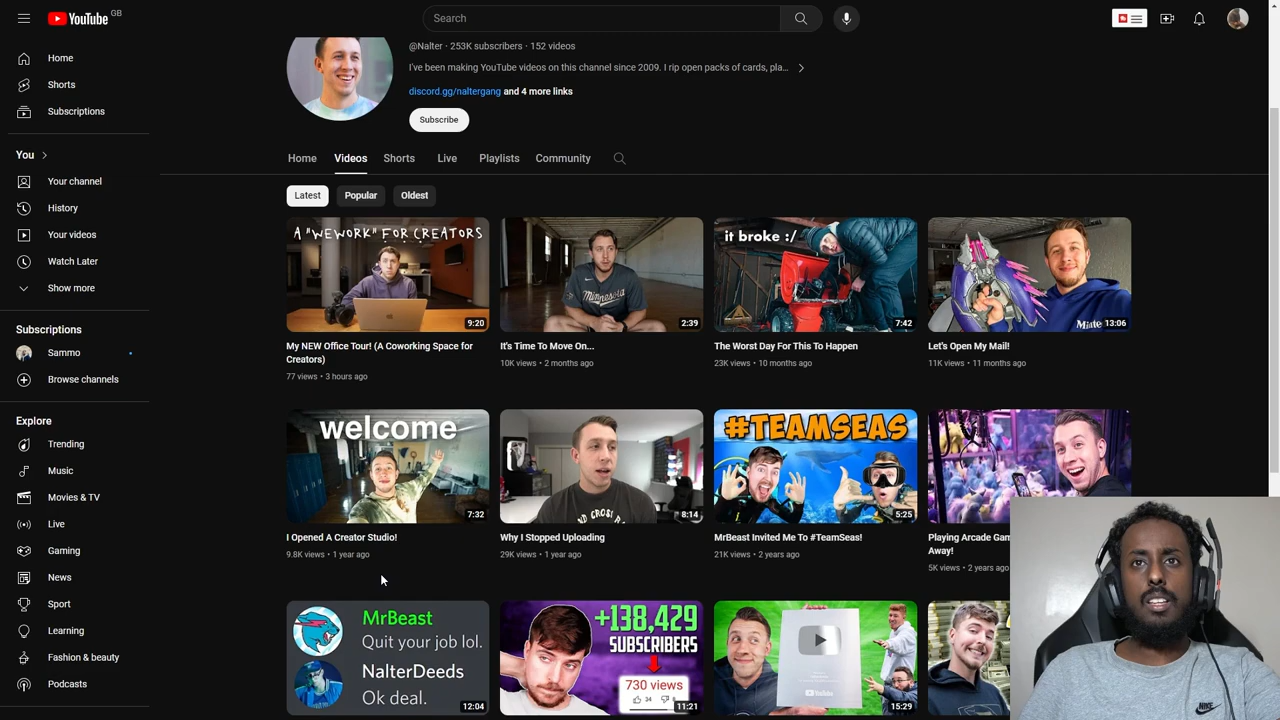 YouTube GB
Search
@Nalter · 253K subscribers · 152 videos
I've been making YouTube videos on this channel since 2009. I rip open packs of cards, pla...
discord.gg/naltergang and 4 more links
Subscribe
Home
Shorts
Subscriptions
You
Your channel
History
Your videos
Watch Later
Show more
Subscriptions
Sammo
Browse channels
Explore
Trending
Music
Movies & TV
Live
Gaming
News
Sport
Learning
Fashion & beauty
Podcasts
Home Videos Shorts Live Playlists Community
Latest Popular Oldest
A "WEWORK" FOR CREATORS
9:20
My NEW Office Tour! (A Coworking Space for
Creators)
77 views • 3 hours ago
Minnesota
2:39
It's Time To Move On...
10K views • 2 months ago
it broke :/
7:42
The Worst Day For This To Happen
23K views • 10 months ago
13:06
Let's Open My Mail!
11K views • 11 months ago
welcome
7:32
I Opened A Creator Studio!
9.8K views • 1 year ago
8:14
Why I Stopped Uploading
29K views • 1 year ago
#TEAMSEAS
5:25
MrBeast Invited Me To #TeamSeas!
21K views • 2 years ago
Playing Arcade Gam
Away!
5K views • 2 years ago
MrBeast
Quit your job lol.
NalterDeeds
Ok deal.
12:04
+138,429
SUBSCRIBERS
730 views
34
11:21
YouTube
15:29
NIKE